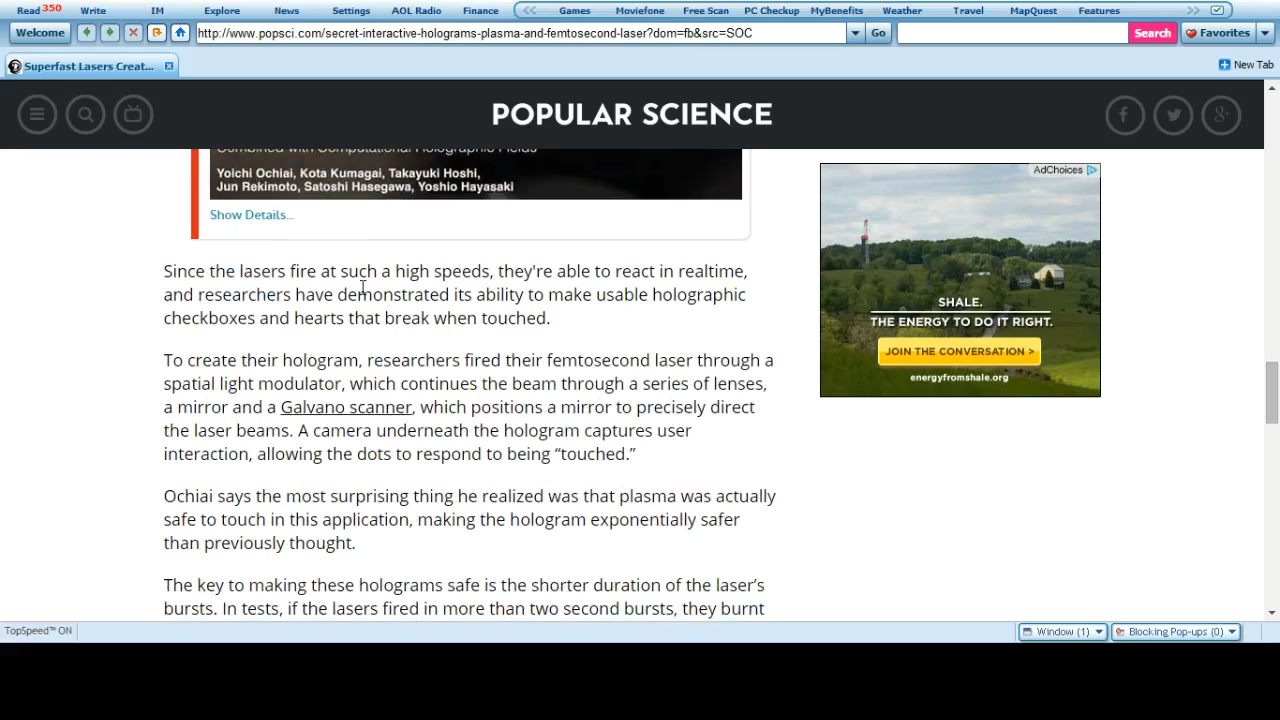 Read 350 Write IM Explore News Settings AOL Radio Finance Games Moviefone Free Scan PC Checkup MyBenefits Weather Travel MapQuest Features
Welcome http://www.popsci.com/secret-interactive-holograms-plasma-and-femtosecond-laser?dom=fb&src=SOC Go Search Favorites
Superfast Lasers Creat... New Tab
POPULAR SCIENCE
Combined with Computational Holographic Fields
Yoichi Ochiai, Kota Kumagai, Takayuki Hoshi,
Jun Rekimoto, Satoshi Hasegawa, Yoshio Hayasaki
Show Details...
Since the lasers fire at such a high speeds, they're able to react in realtime,
and researchers have demonstrated its ability to make usable holographic
checkboxes and hearts that break when touched.
To create their hologram, researchers fired their femtosecond laser through a
spatial light modulator, which continues the beam through a series of lenses,
a mirror and a Galvano scanner, which positions a mirror to precisely direct
the laser beams. A camera underneath the hologram captures user
interaction, allowing the dots to respond to being “touched.”
Ochiai says the most surprising thing he realized was that plasma was actually
safe to touch in this application, making the hologram exponentially safer
than previously thought.
The key to making these holograms safe is the shorter duration of the laser’s
bursts. In tests, if the lasers fired in more than two second bursts, they burnt
AdChoices
SHALE.
THE ENERGY TO DO IT RIGHT.
JOIN THE CONVERSATION >
energyfromshale.org
TopSpeed™ ON Window (1) Blocking Pop-ups (0)